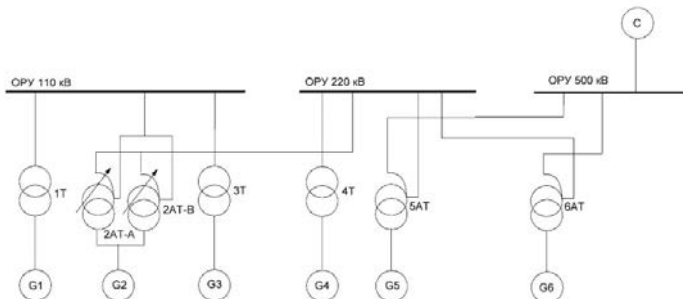 С
ОРУ 110 кВ
ОРУ 220 кВ
ОРУ 500 кВ
1Т
2АТ-А
2АТ-В
3Т
4Т
5АТ
6АТ
G1
G2
G3
G4
G5
G6